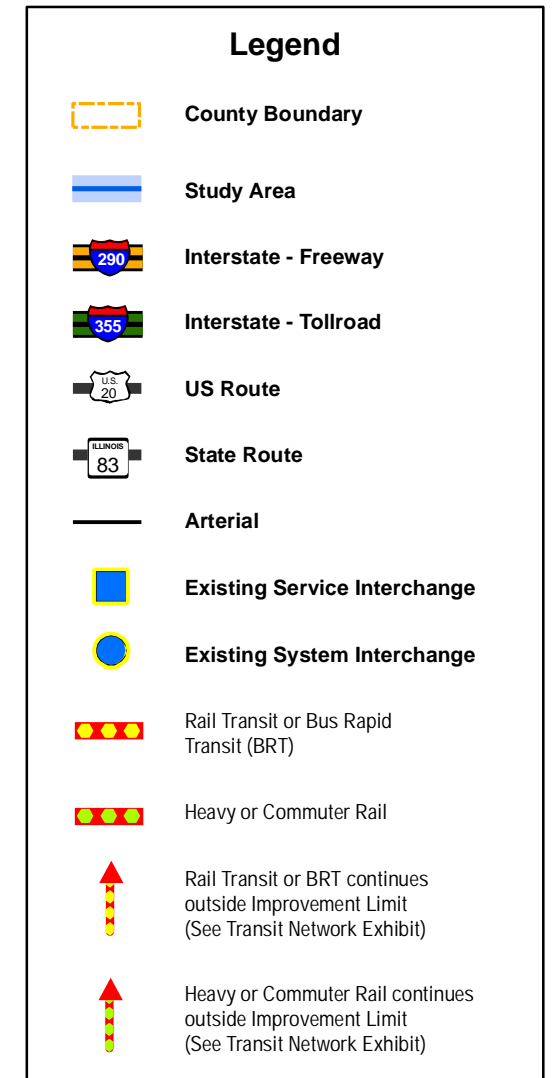 Legend
County Boundary
Study Area
290
Interstate - Freeway
355
Interstate - Tollroad
U.S.
20
US Route
ILLINOIS
83
State Route
Arterial
Existing Service Interchange
Existing System Interchange
Rail Transit or Bus Rapid
Transit (BRT)
Heavy or Commuter Rail
Rail Transit or BRT continues
outside Improvement Limit
(See Transit Network Exhibit)
Heavy or Commuter Rail continues
outside Improvement Limit
(See Transit Network Exhibit)